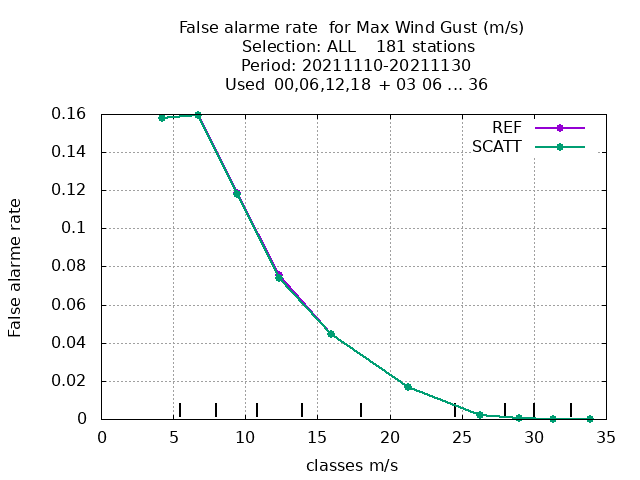 False alarme rate  for Max Wind Gust (m/s)
Selection: ALL    181 stations
Period: 20211110-20211130
Used  00,06,12,18  + 03 06 ... 36
REF
SCATT
0.16
0.14
0.12
0.1
0.08
0.06
0.04
0.02
0
False alarme rate
0 5 10 15 20 25 30 35
classes m/s